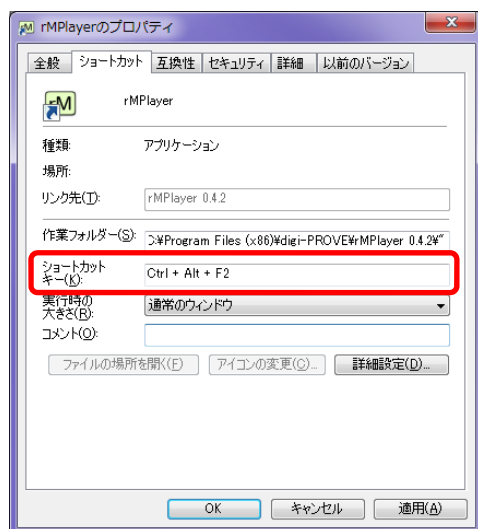 rMPlayerのプロパティ
全般 ショートカット 互換性 セキュリティ 詳細 以前のバージョン
rM
rMPlayer
種類: アプリケーション
場所:
リンク先(T): rMPlayer 0.4.2
作業フォルダー(S): :¥Program Files (x86)¥digi-PROVE¥rMPlayer 0.4.2¥"
ショートカット
キー(K): Ctrl + Alt + F2
実行時の
大きさ(R): 通常のウィンドウ
コメント(O):
ファイルの場所を開く(F) アイコンの変更(C)... 詳細設定(D)...
OK キャンセル 適用(A)